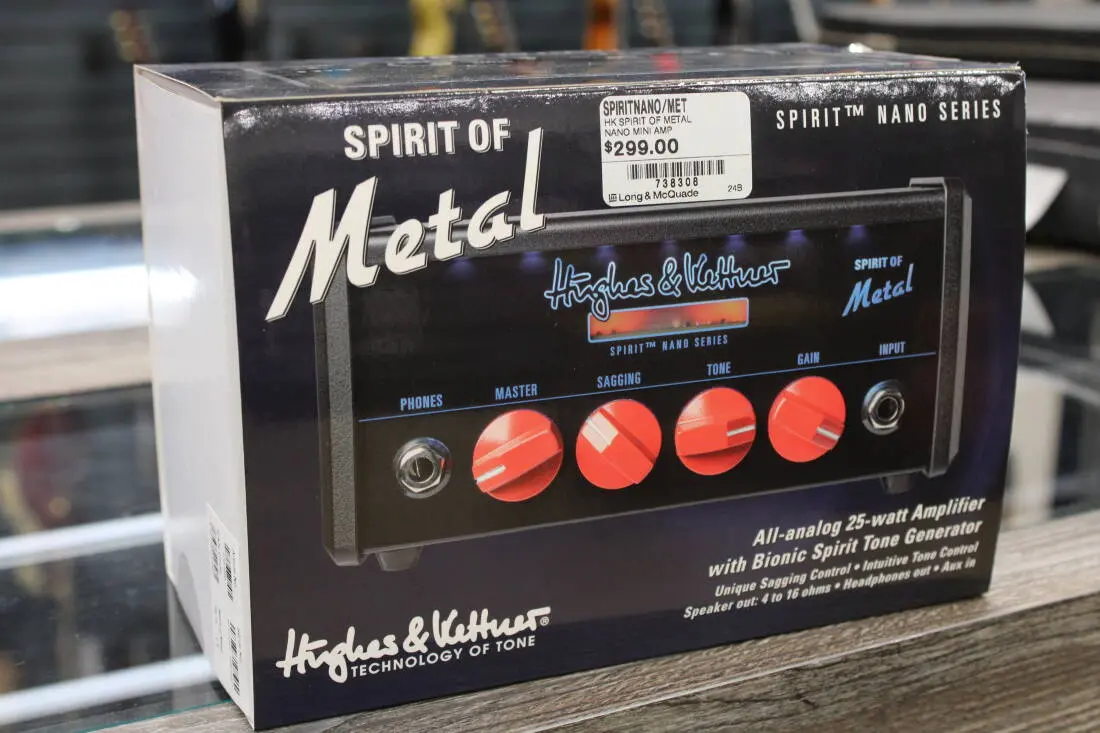 SPIRIT OF
Metal
SPIRITNANO/MET
HK SPIRIT OF METAL
NANO MINI AMP
$299.00
738308
Long & McQuade
24B
SPIRIT™ NANO SERIES
Hughes & Kettner
SPIRIT™ NANO SERIES
SPIRIT OF
Metal
PHONES
MASTER
SAGGING
TONE
GAIN
INPUT
All-analog 25-watt Amplifier
with Bionic Spirit Tone Generator
Unique Sagging Control • Intuitive Tone Control
Speaker out: 4 to 16 ohms • Headphones out • Aux in
Hughes & Kettner®
TECHNOLOGY OF TONE